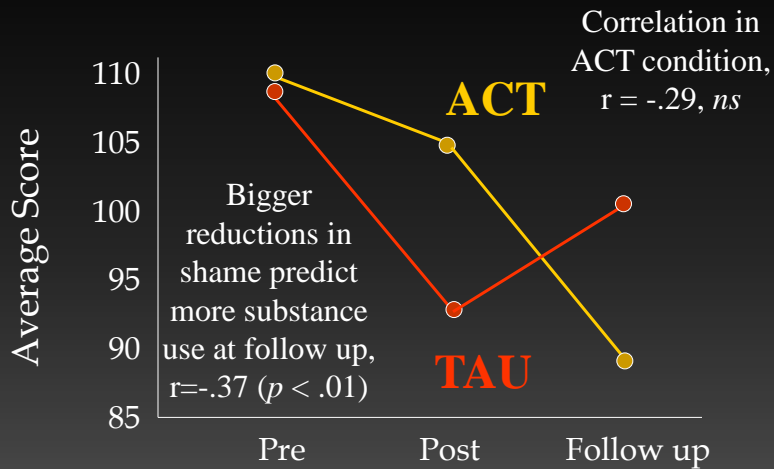 Correlation in
ACT condition,
r = -.29, ns
Average Score
110
105
100
95
90
85
ACT
Bigger
reductions in
shame predict
more substance
use at follow up,
r=-.37 (p < .01)
TAU
Pre Post Follow up